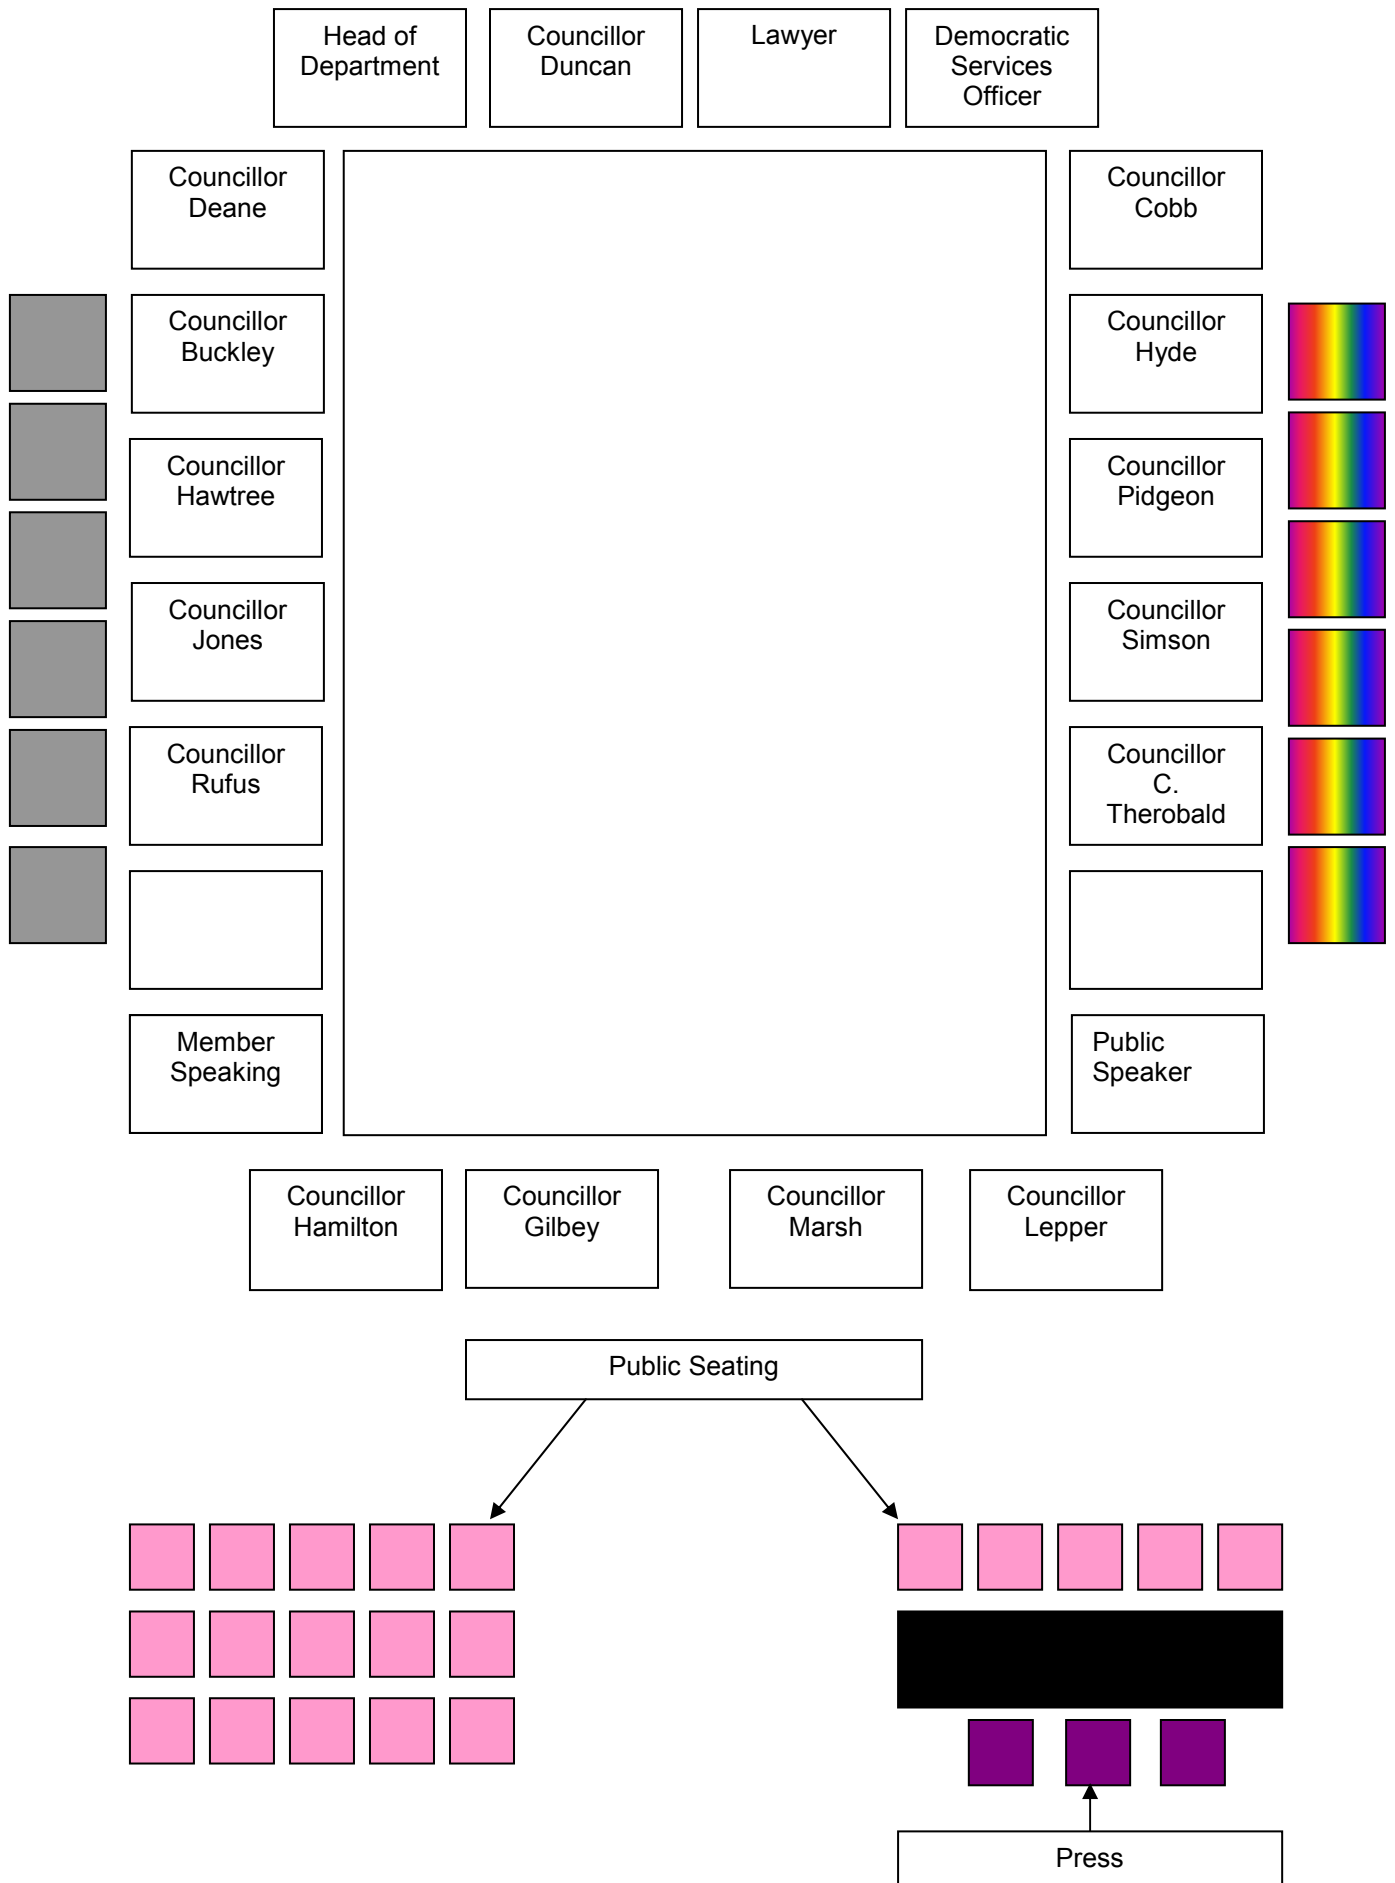 Head of
Department
Councillor
Duncan
Lawyer
Democratic
Services
Officer
Councillor
Deane
Councillor
Cobb
Councillor
Buckley
Councillor
Hyde
Councillor
Hawtree
Councillor
Pidgeon
Councillor
Jones
Councillor
Simson
Councillor
Rufus
Councillor
C.
Therobald
Member
Speaking
Public
Speaker
Councillor
Hamilton
Councillor
Gilbey
Councillor
Marsh
Councillor
Lepper
Public Seating
Press